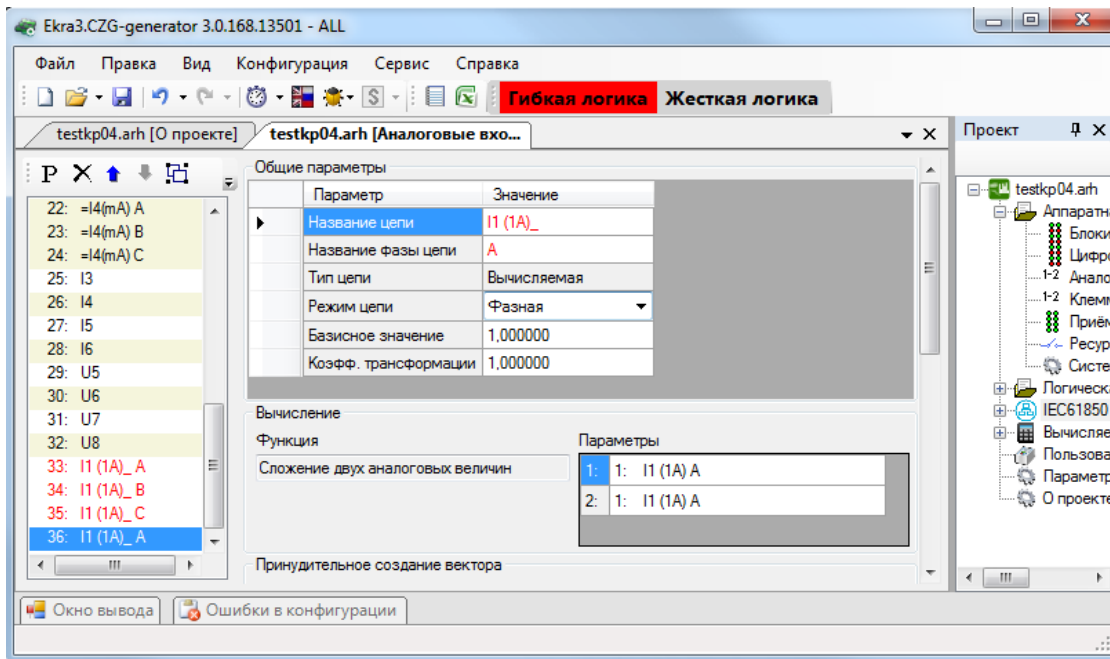 Ekra3.CZG-generator 3.0.168.13501 - ALL
Файл Правка Вид Конфигурация Сервис Справка
Гибкая логика Жесткая логика
testkp04.arh [О проекте] testkp04.arh [Аналоговые вхо...
Проект
P
22: =I4(mA) A
23: =I4(mA) B
24: =I4(mA) C
25: I3
26: I4
27: I5
28: I6
29: U5
30: U6
31: U7
32: U8
33: I1 (1A)_ A
34: I1 (1A)_ B
35: I1 (1A)_ C
36: I1 (1A)_ A
Общие параметры
Параметр Значение
Название цепи I1 (1A)_
Название фазы цепи A
Тип цепи Вычисляемая
Режим цепи Фазная
Базисное значение 1,000000
Коэфф. трансформации 1,000000
Вычисление
Функция
Сложение двух аналоговых величин
Параметры
1: 1: I1 (1A) A
2: 1: I1 (1A) A
Принудительное создание вектора
testkp04.arh
Аппаратна
Блоки
Цифро
1-2 Анало
1-2 Клемм
Приём
Ресур
Систе
Логическ
IEC61850
Вычисляе
Пользова
Параметр
О проекте
Окно вывода Ошибки в конфигурации